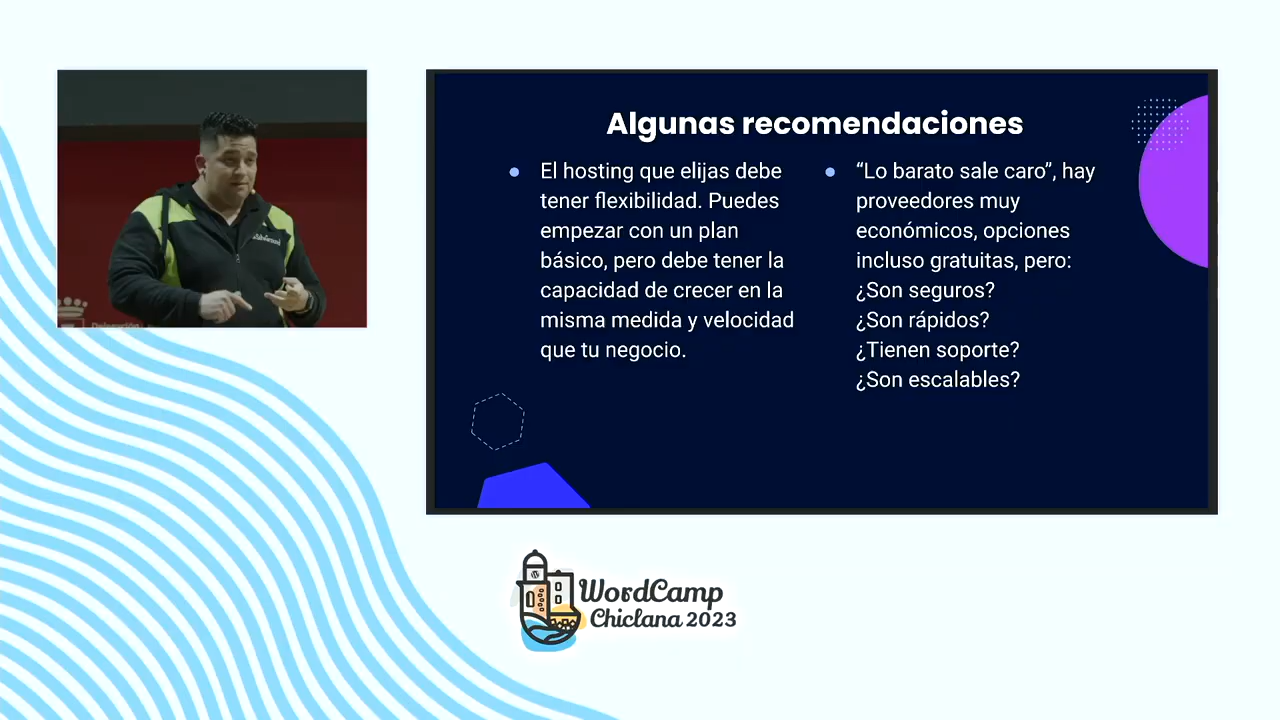 Algunas recomendaciones
El hosting que elijas debe
tener flexibilidad. Puedes
empezar con un plan
básico, pero debe tener la
capacidad de crecer en la
misma medida y velocidad
que tu negocio.
“Lo barato sale caro”, hay
proveedores muy
económicos, opciones
incluso gratuitas, pero:
¿Son seguros?
¿Son rápidos?
¿Tienen soporte?
¿Son escalables?
WordCamp
Chiclana 2023